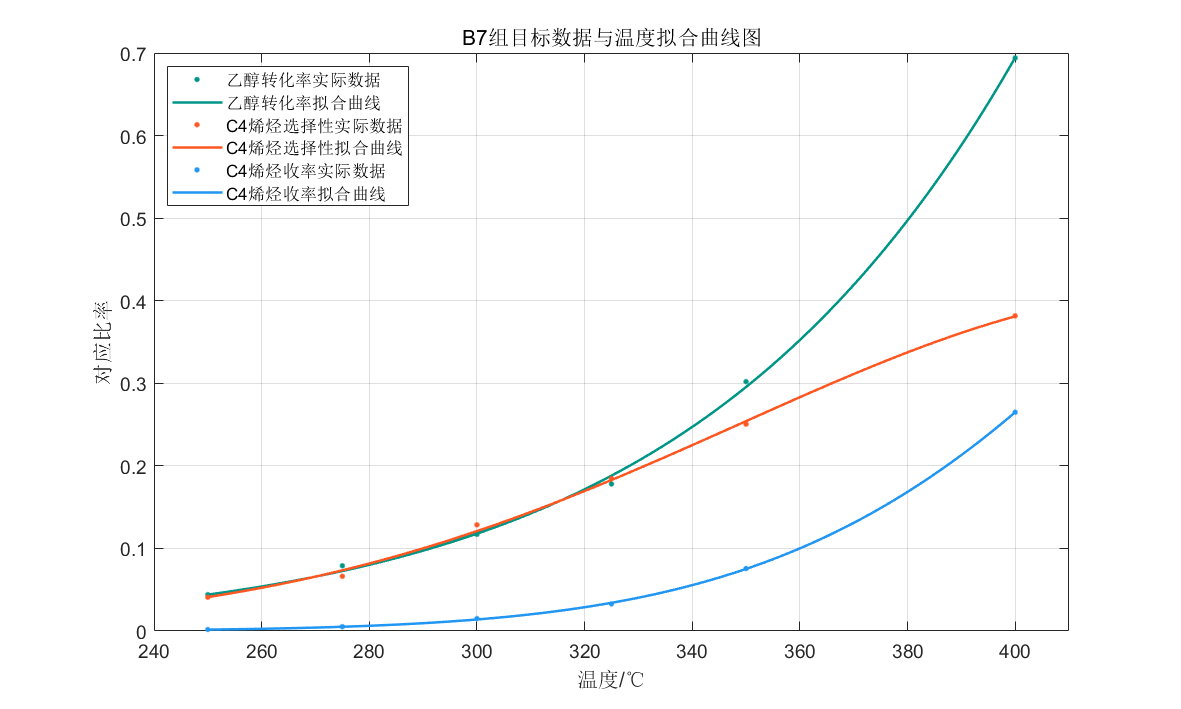 B7组目标数据与温度拟合曲线图
乙醇转化率实际数据
乙醇转化率拟合曲线
C4烯烃选择性实际数据
C4烯烃选择性拟合曲线
C4烯烃收率实际数据
C4烯烃收率拟合曲线
对应比率
0.7
0.6
0.5
0.4
0.3
0.2
0.1
0
240 260 280 300 320 340 360 380 400
温度/℃